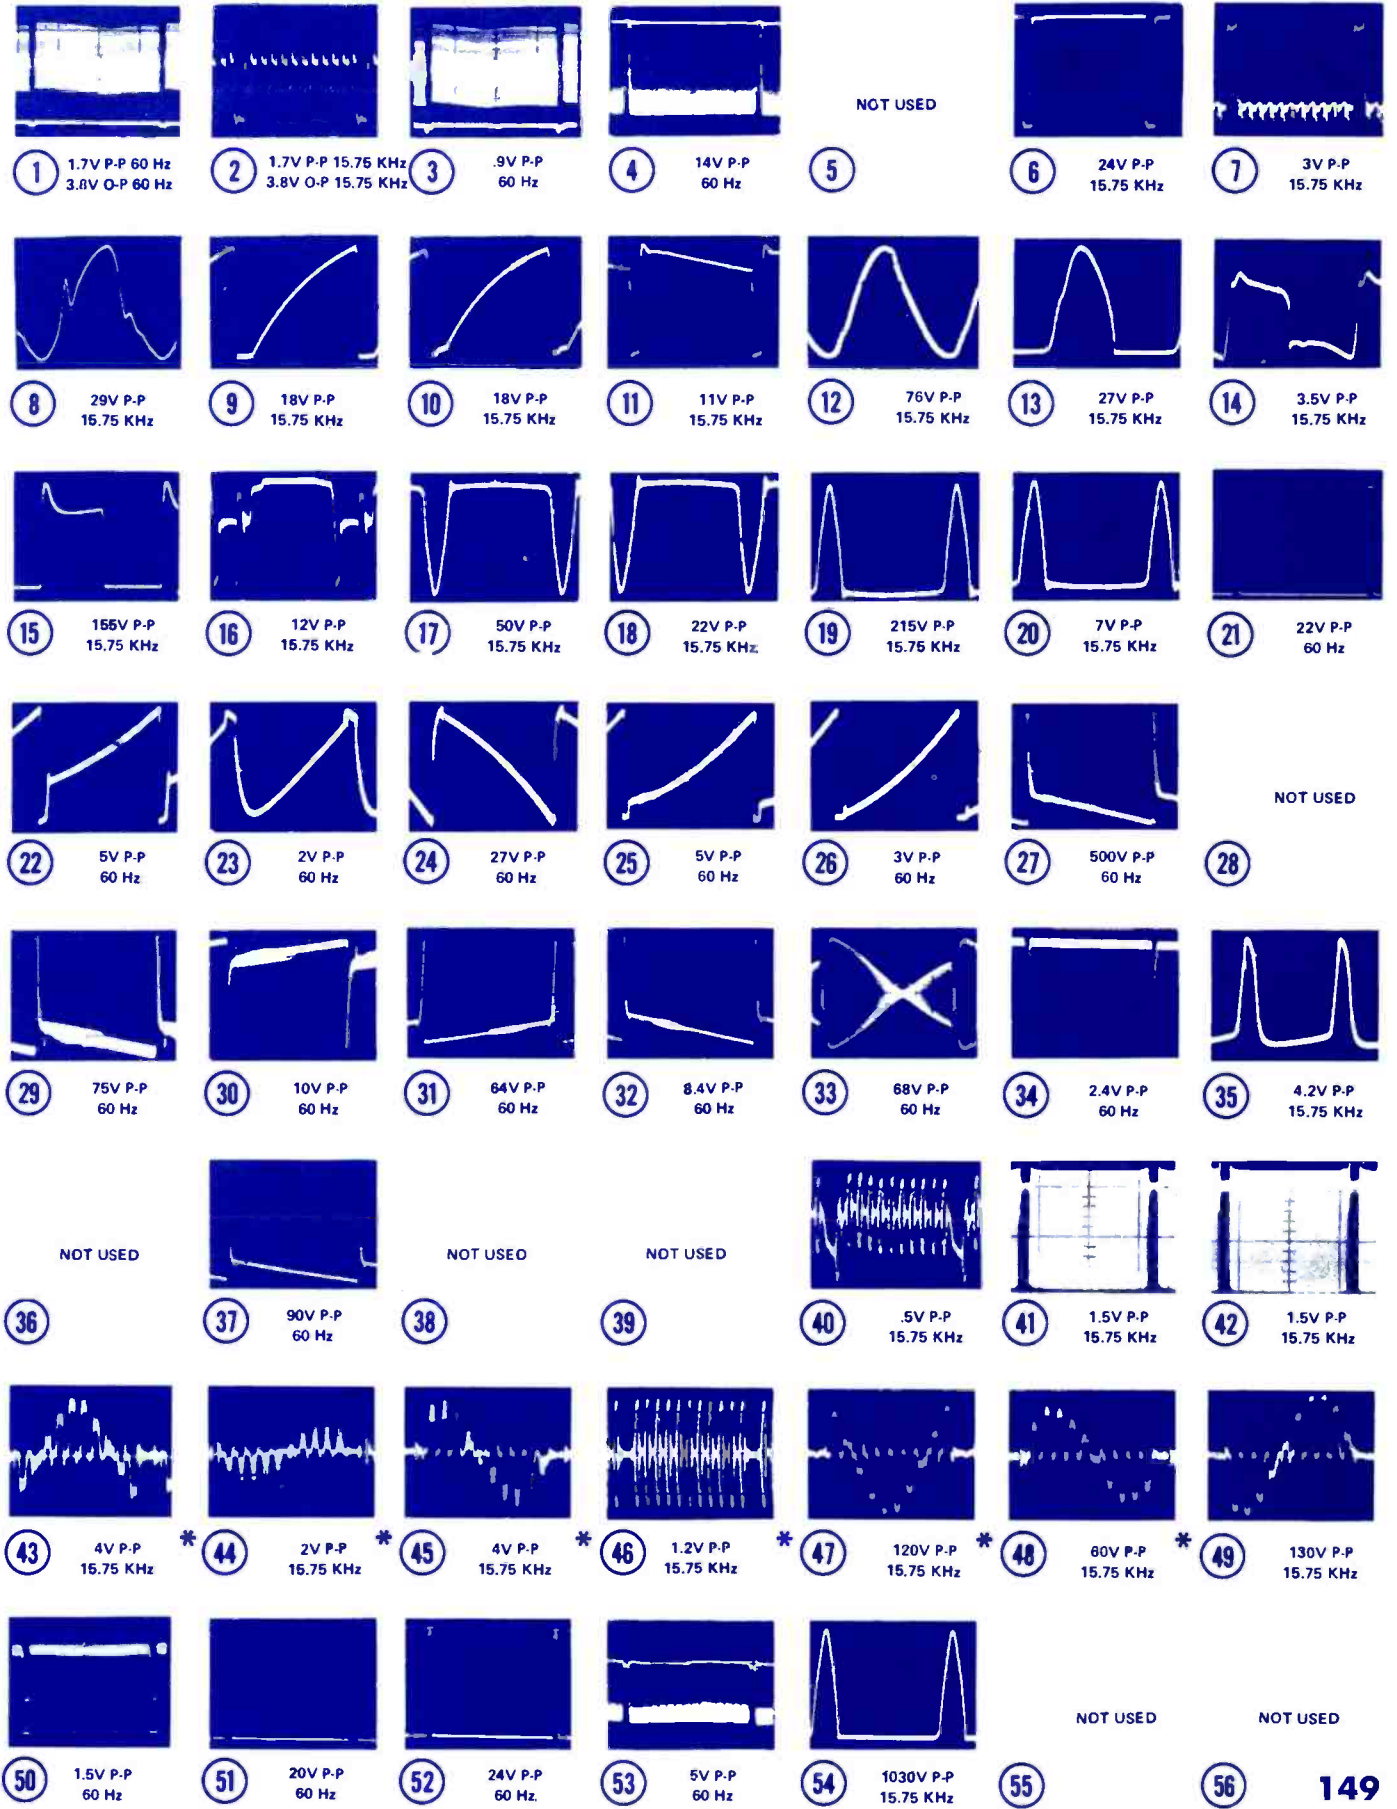 NOT USED
1 1.7V P-P 60 Hz
3.8V O-P 60 Hz
2 1.7V P-P 15.75 KHz
3.8V O-P 15.75 KHz
3 .9V P-P
60 Hz
4 14V P-P
60 Hz
5
6 24V P-P
15.75 KHz
7 3V P-P
15.75 KHz
8 29V P-P
15.75 KHz
9 18V P-P
15.75 KHz
10 18V P-P
15.75 KHz
11 11V P-P
15.75 KHz
12 76V P-P
15.75 KHz
13 27V P-P
15.75 KHz
14 3.5V P-P
15.75 KHz
15 155V P-P
15.75 KHz
16 12V P-P
15.75 KHz
17 50V P-P
15.75 KHz
18 22V P-P
15.75 KHz
19 215V P-P
15.75 KHz
20 7V P-P
15.75 KHz
21 22V P-P
60 Hz
NOT USED
22 5V P-P
60 Hz
23 2V P-P
60 Hz
24 27V P-P
60 Hz
25 5V P-P
60 Hz
26 3V P-P
60 Hz
27 500V P-P
60 Hz
28
29 75V P-P
60 Hz
30 10V P-P
60 Hz
31 64V P-P
60 Hz
32 8.4V P-P
60 Hz
33 68V P-P
60 Hz
34 2.4V P-P
60 Hz
35 4.2V P-P
15.75 KHz
NOT USED
NOT USED
NOT USED
36
37 90V P-P
60 Hz
38
39
40 .5V P-P
15.75 KHz
41 1.5V P-P
15.75 KHz
42 1.5V P-P
15.75 KHz
43 4V P-P
15.75 KHz
* 44 2V P-P
15.75 KHz
* 45 4V P-P
15.75 KHz
* 46 1.2V P-P
15.75 KHz
* 47 120V P-P
15.75 KHz
* 48 60V P-P
15.75 KHz
* 49 130V P-P
15.75 KHz
NOT USED
NOT USED
50 1.5V P-P
60 Hz
51 20V P-P
60 Hz
52 24V P-P
60 Hz.
53 5V P-P
60 Hz
54 1030V P-P
15.75 KHz
55
56
149